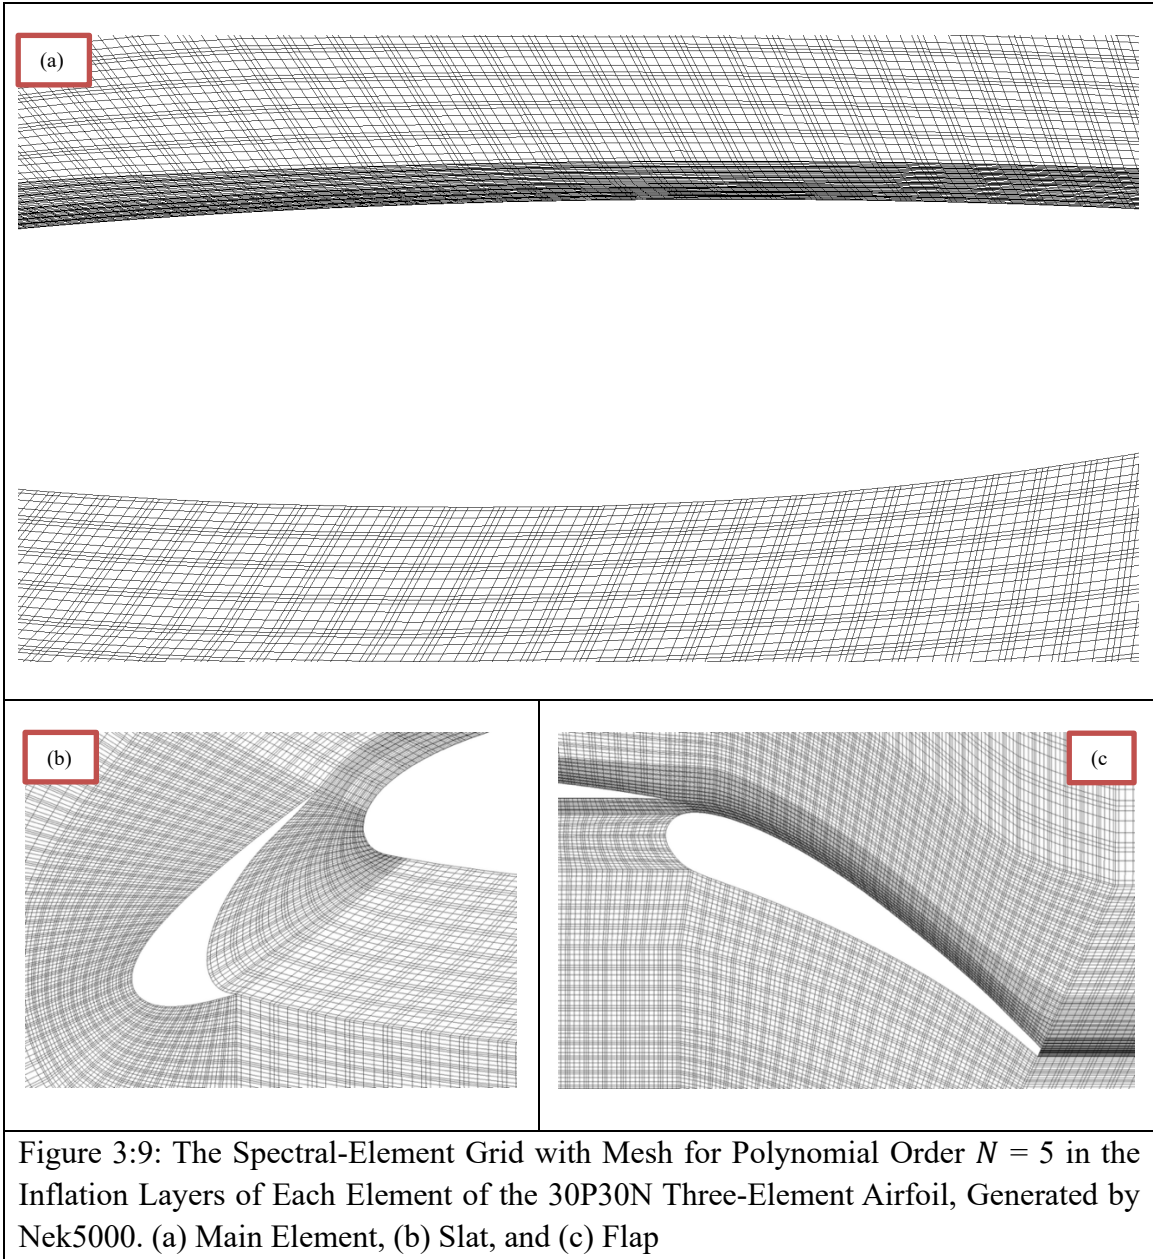 (a)
(b)
(c
Figure 3:9: The Spectral-Element Grid with Mesh for Polynomial Order N = 5 in the
Inflation Layers of Each Element of the 30P30N Three-Element Airfoil, Generated by
Nek5000. (a) Main Element, (b) Slat, and (c) Flap